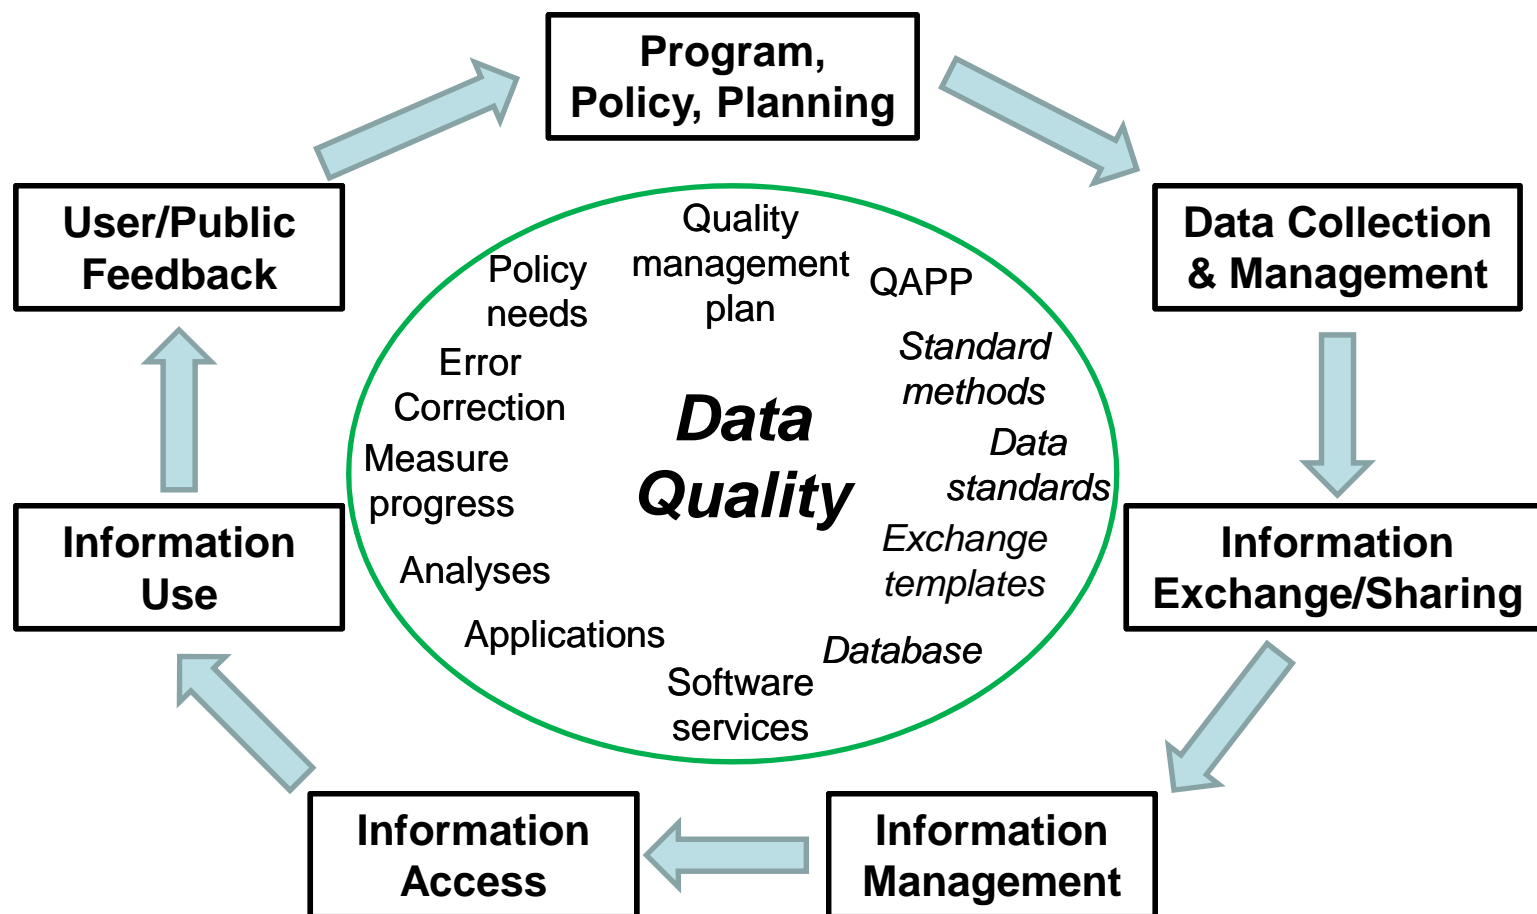 Program,
Policy, Planning
Data Collection
& Management
Information
Exchange/Sharing
Information
Management
Information
Access
Information
Use
User/Public
Feedback
Quality
management
plan
QAPP
Standard
methods
Data
standards
Exchange
templates
Database
Software
services
Applications
Analyses
Measure
progress
Error
Correction
Policy
needs
Data
Quality